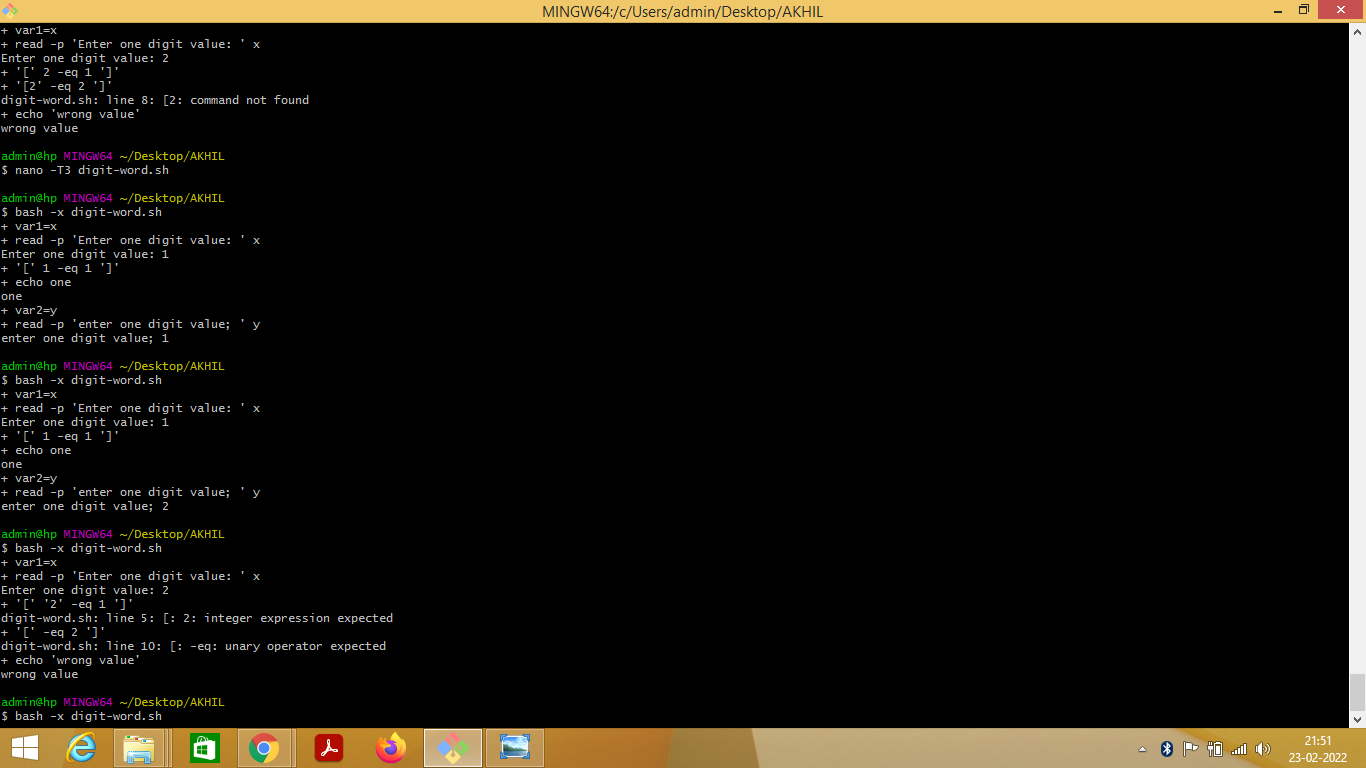 MINGW64:/c/Users/admin/Desktop/AKHIL
+ var1=x
+ read -p 'Enter one digit value: ' x
Enter one digit value: 2
+ '[' 2 -eq 1 ']'
+ '[2' -eq 2 ']'
digit-word.sh: line 8: [2: command not found
+ echo 'wrong value'
wrong value
admin@hp MINGW64 ~/Desktop/AKHIL
$ nano -T3 digit-word.sh
admin@hp MINGW64 ~/Desktop/AKHIL
$ bash -x digit-word.sh
+ var1=x
+ read -p 'Enter one digit value: ' x
Enter one digit value: 1
+ '[' 1 -eq 1 ']'
+ echo one
one
+ var2=y
+ read -p 'enter one digit value; ' y
enter one digit value; 1
admin@hp MINGW64 ~/Desktop/AKHIL
$ bash -x digit-word.sh
+ var1=x
+ read -p 'Enter one digit value: ' x
Enter one digit value: 1
+ '[' 1 -eq 1 ']'
+ echo one
one
+ var2=y
+ read -p 'enter one digit value; ' y
enter one digit value; 2
admin@hp MINGW64 ~/Desktop/AKHIL
$ bash -x digit-word.sh
+ var1=x
+ read -p 'Enter one digit value: ' x
Enter one digit value: 2
+ '[' '2' -eq 1 ']'
digit-word.sh: line 5: [: 2: integer expression expected
+ '[' -eq 2 ']'
digit-word.sh: line 10: [: -eq: unary operator expected
+ echo 'wrong value'
wrong value
admin@hp MINGW64 ~/Desktop/AKHIL
$ bash -x digit-word.sh
21:51
23-02-2022